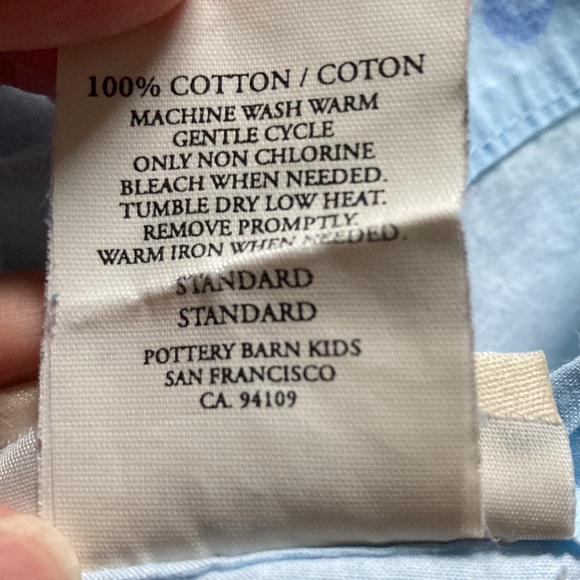 100% COTTON / COTON
MACHINE WASH WARM
GENTLE CYCLE
ONLY NON CHLORINE
BLEACH WHEN NEEDED.
TUMBLE DRY LOW HEAT.
REMOVE PROMPTLY.
WARM IRON WHEN NEEDED.
STANDARD
STANDARD
POTTERY BARN KIDS
SAN FRANCISCO
CA. 94109